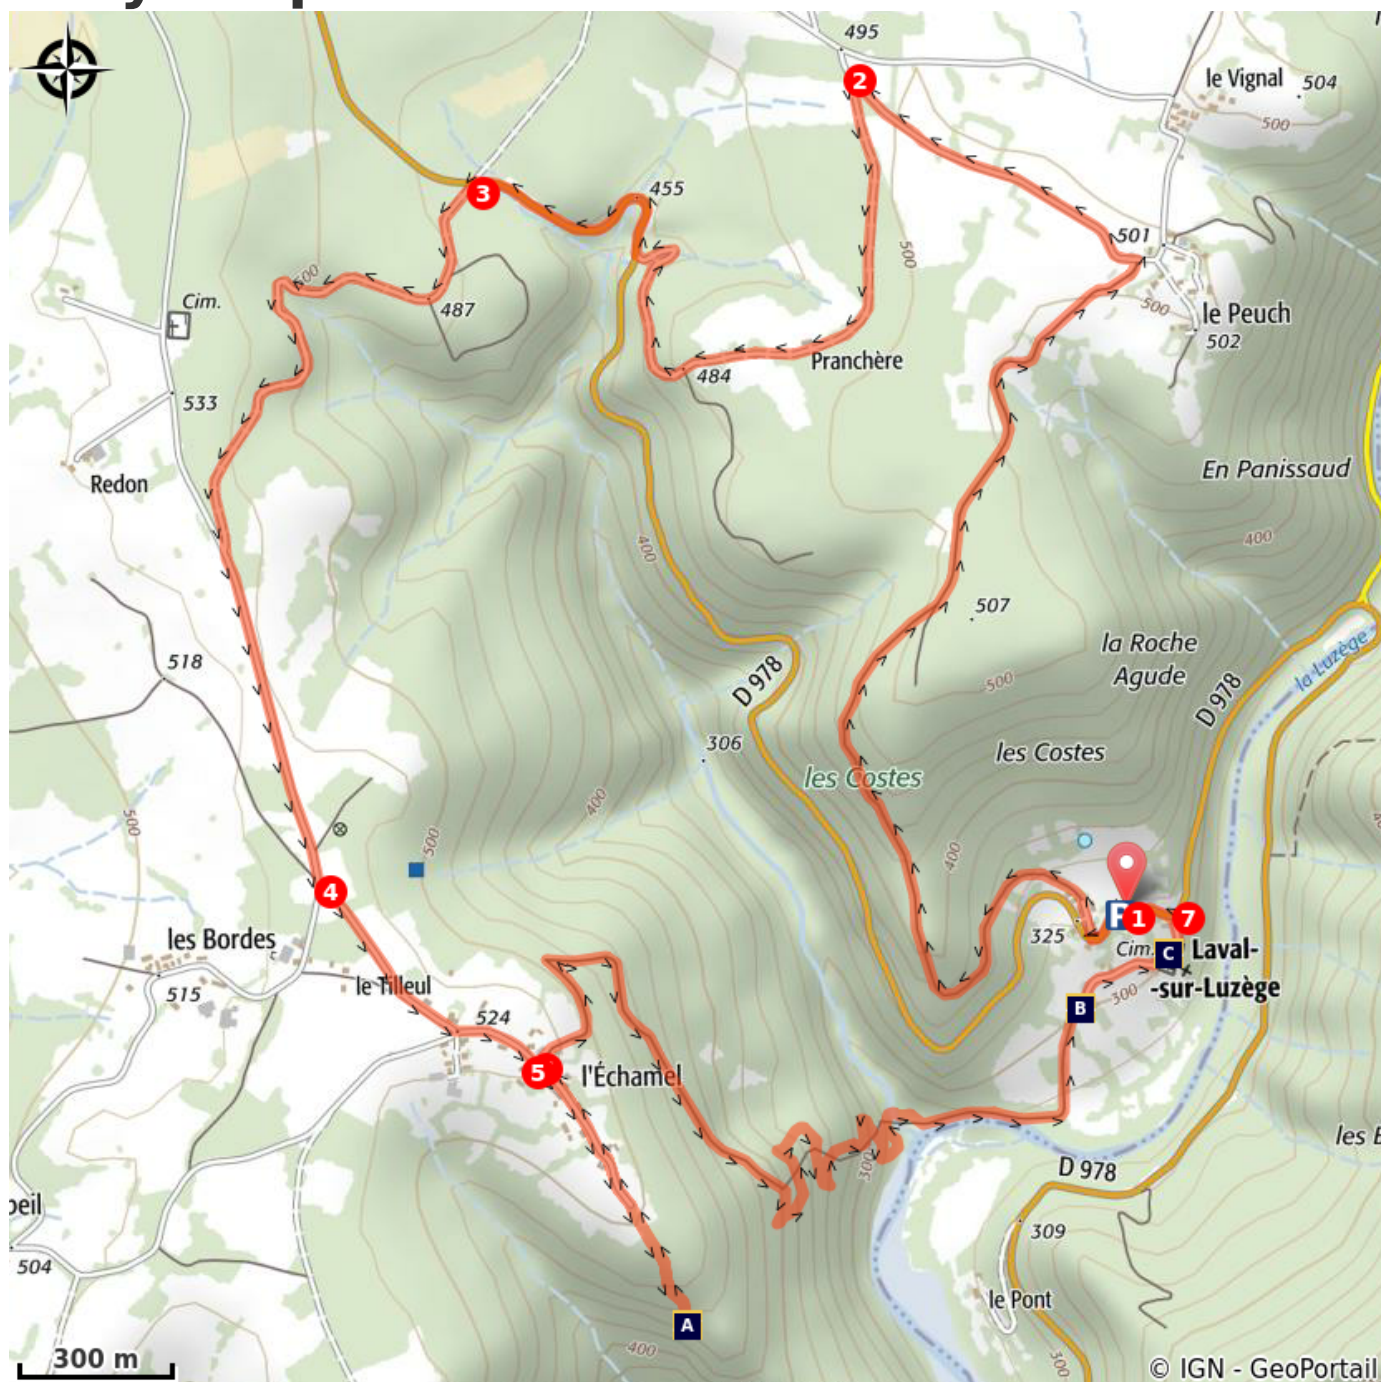 495
2
le Vignal
504
500
3
455
501
500
500
Cim.
487
500
le Peuch
502
Pranchère
484
533
Redon
En Panissaud
400
400
507
la Roche
Agude
518
500
D 978
D 978
la Luzège
306
les Costes
les Costes
500
400
500
400
4
P
1
7
325
Cim.
C
Laval-
-sur-Luzège
les Bordes
le Tilleul
515
300
B
524
5
l'Échamel
300
D 978
504
309
le Pont
A
400
300
300 m
© IGN - GeoPortail